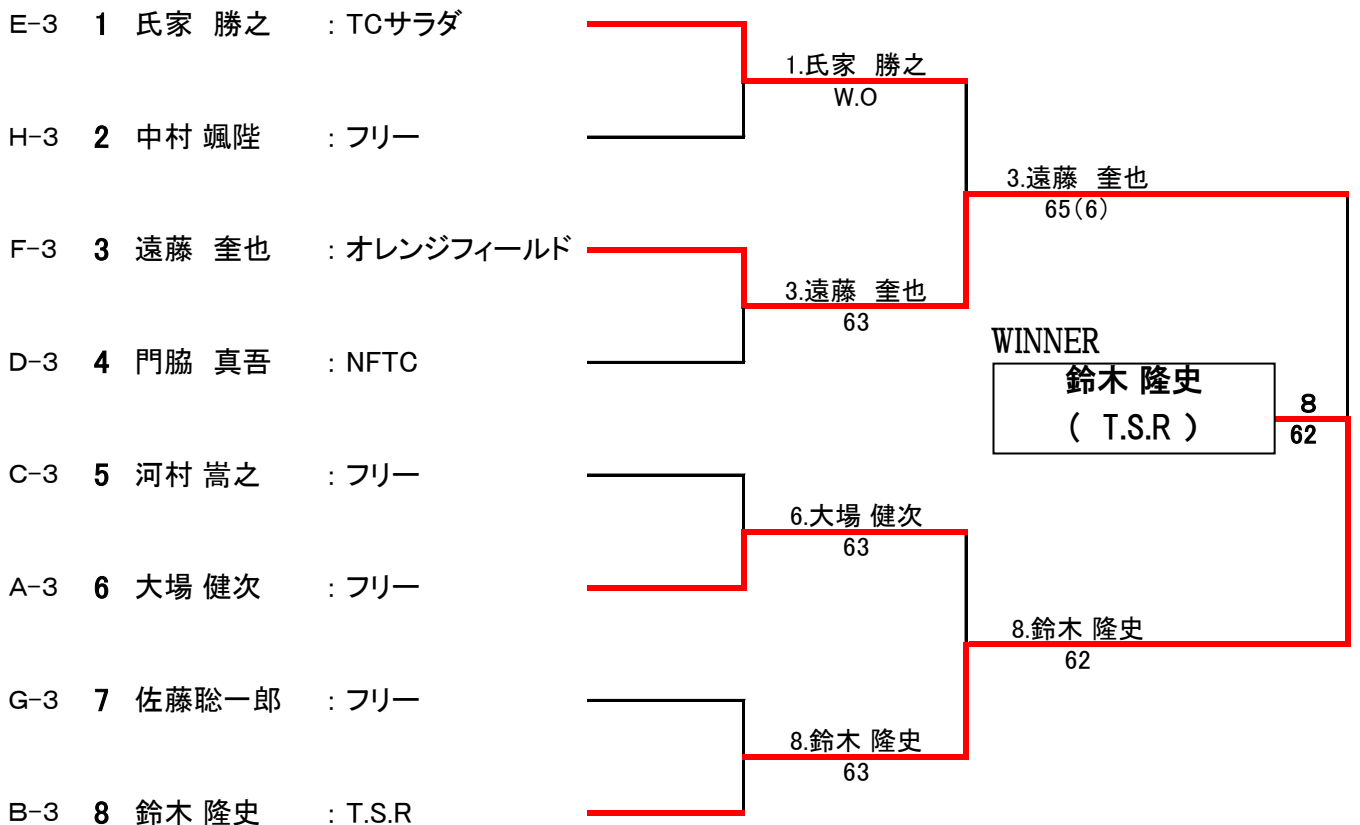 E-3 1 氏家　勝之 : TCサラダ
1.氏家　勝之
W.O
H-3 2 中村 颯陛 : フリー
3.遠藤　奎也
65(6)
F-3 3 遠藤　奎也 : オレンジフィールド
3.遠藤　奎也
63
D-3 4 門脇　真吾 : NFTC
WINNER
鈴木 隆史
( T.S.R )
8
62
C-3 5 河村 嵩之 : フリー
6.大場 健次
63
A-3 6 大場 健次 : フリー
8.鈴木 隆史
62
G-3 7 佐藤聡一郎 : フリー
8.鈴木 隆史
63
B-3 8 鈴木 隆史 : T.S.R